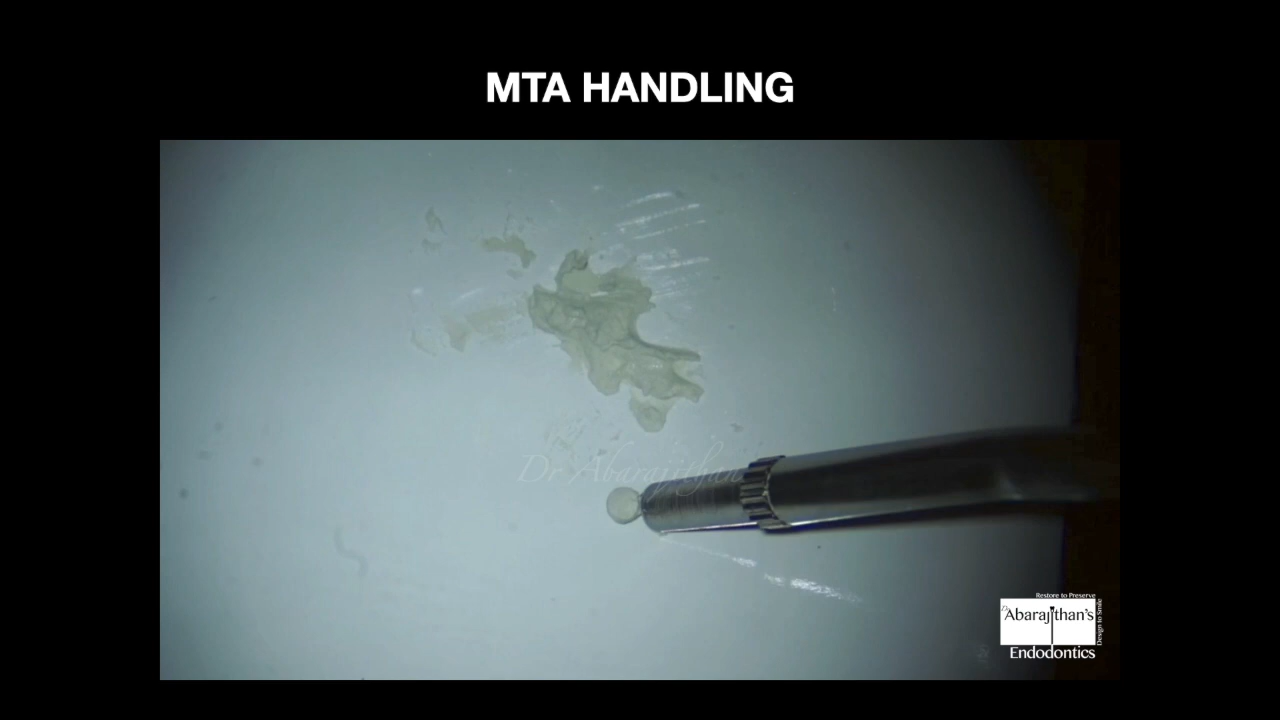 MTA HANDLING
Dr Abarajithan
Restore to Preserve
Dr
Abarajithan's
Design to Smile
Endodontics